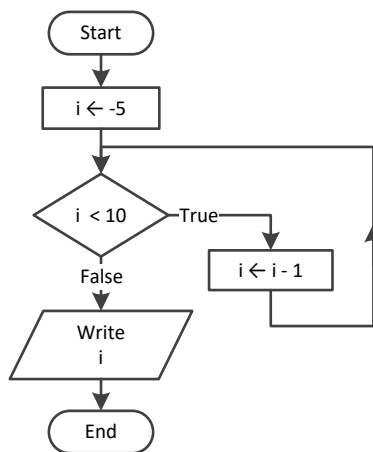 Start
i ← -5
i < 10
True
i ← i - 1
False
Write
i
End